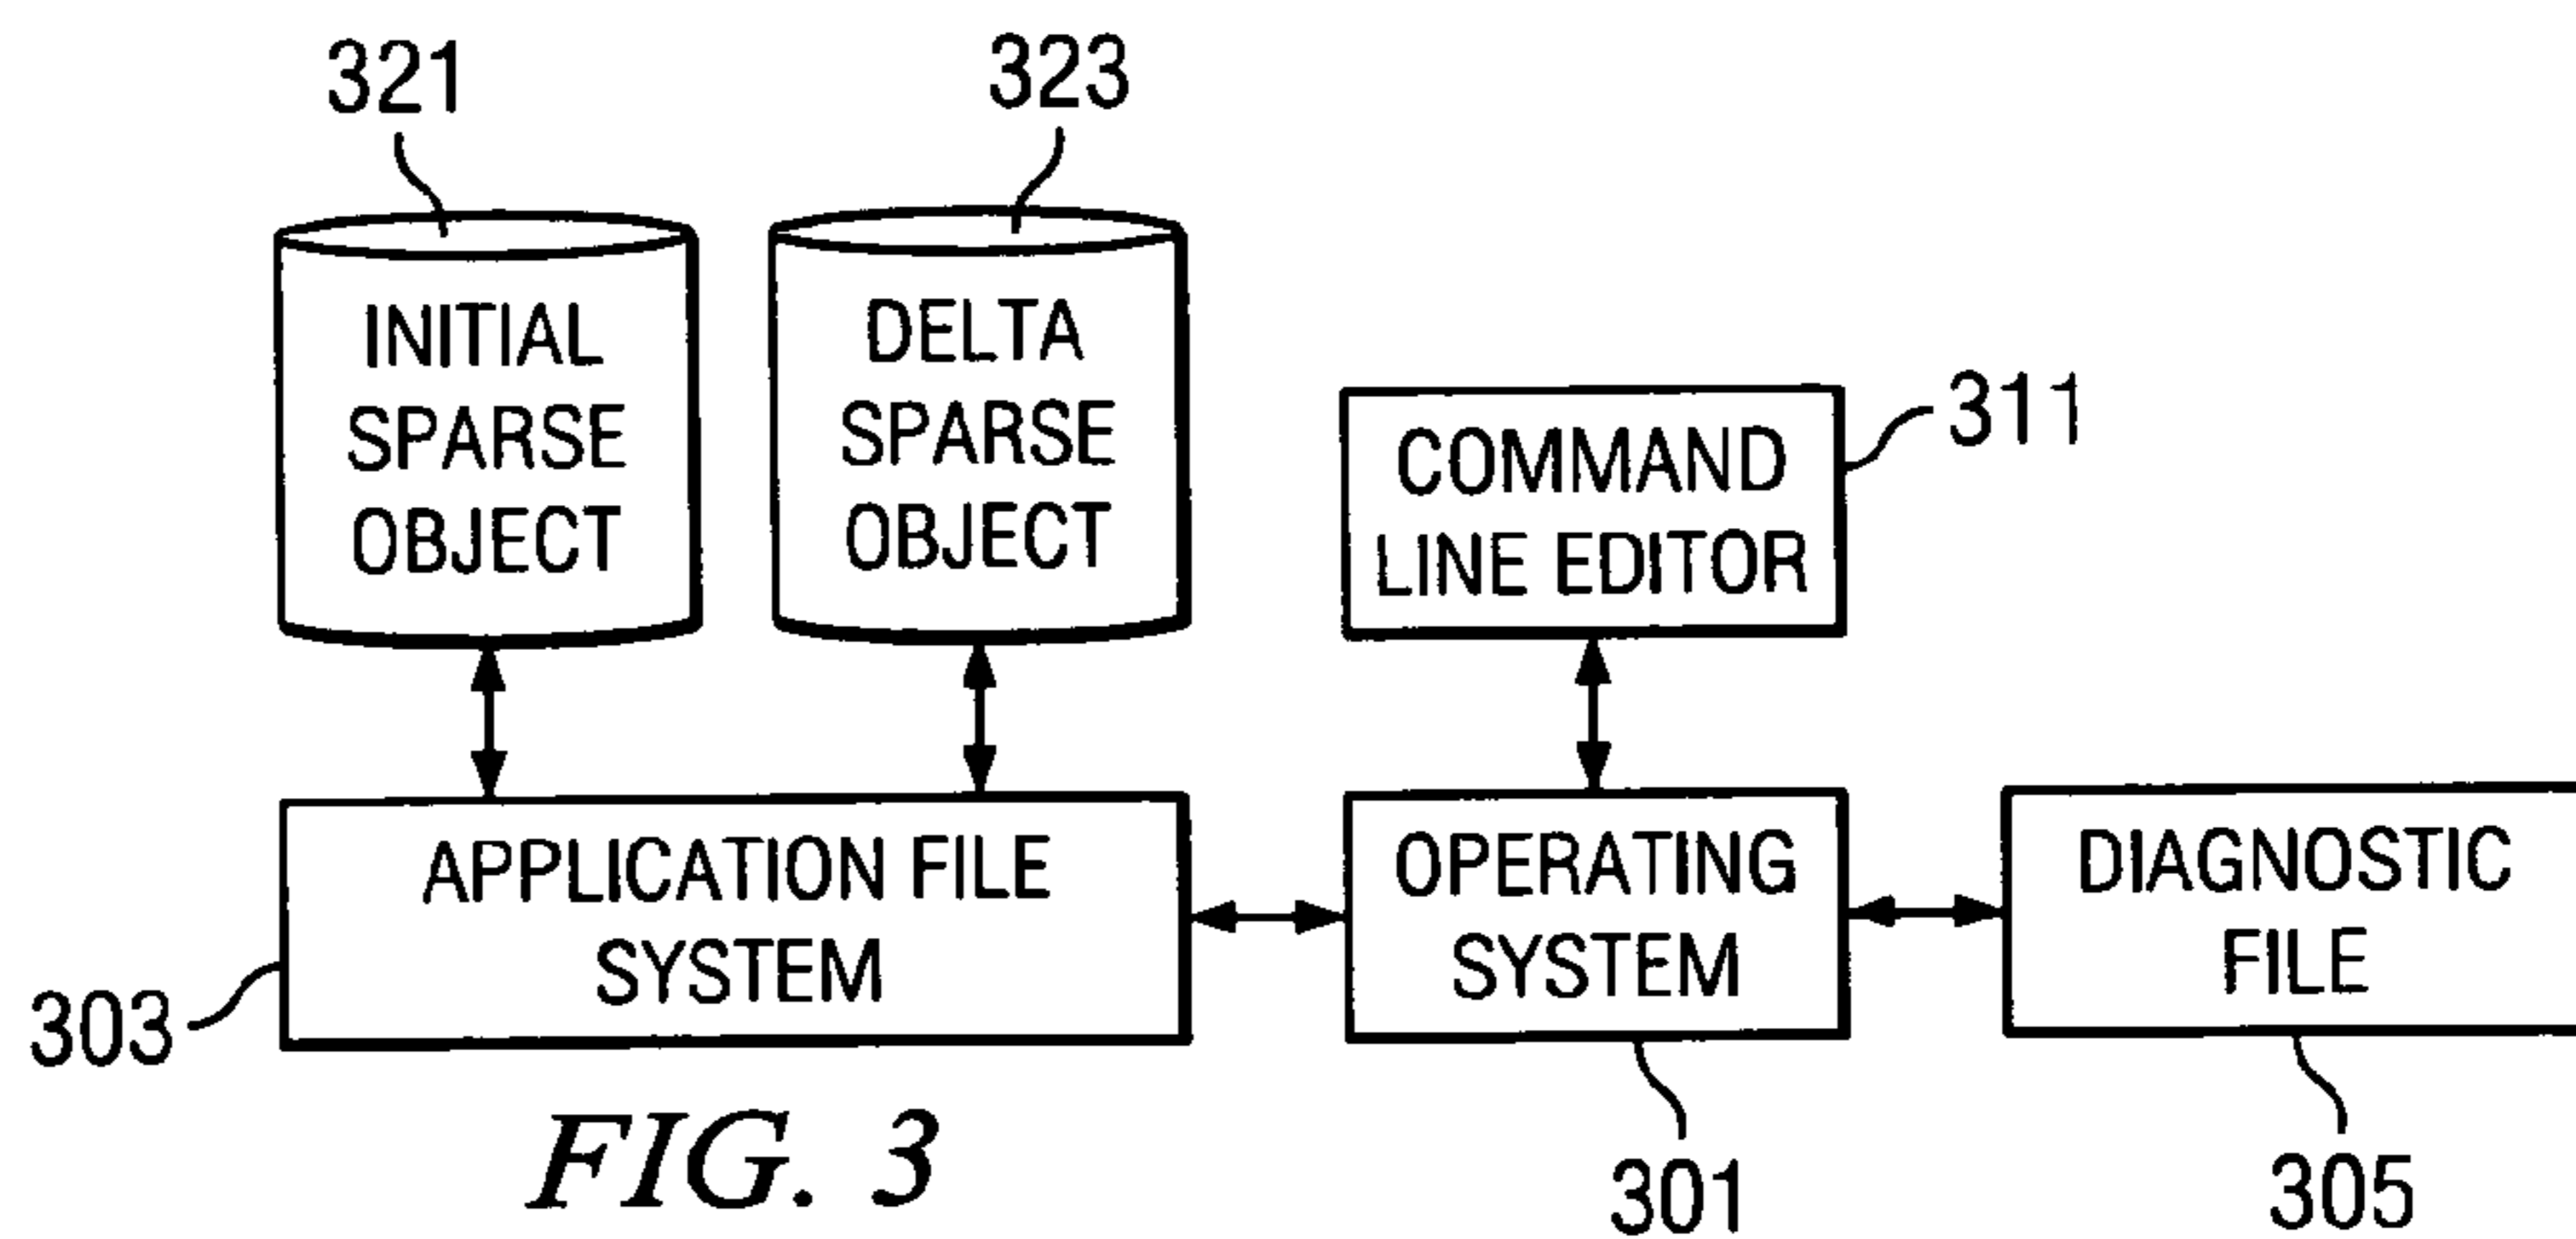 321
323
INITIAL
SPARSE
OBJECT
DELTA
SPARSE
OBJECT
COMMAND
LINE EDITOR
311
APPLICATION FILE
SYSTEM
OPERATING
SYSTEM
DIAGNOSTIC
FILE
303
301
305
FIG. 3